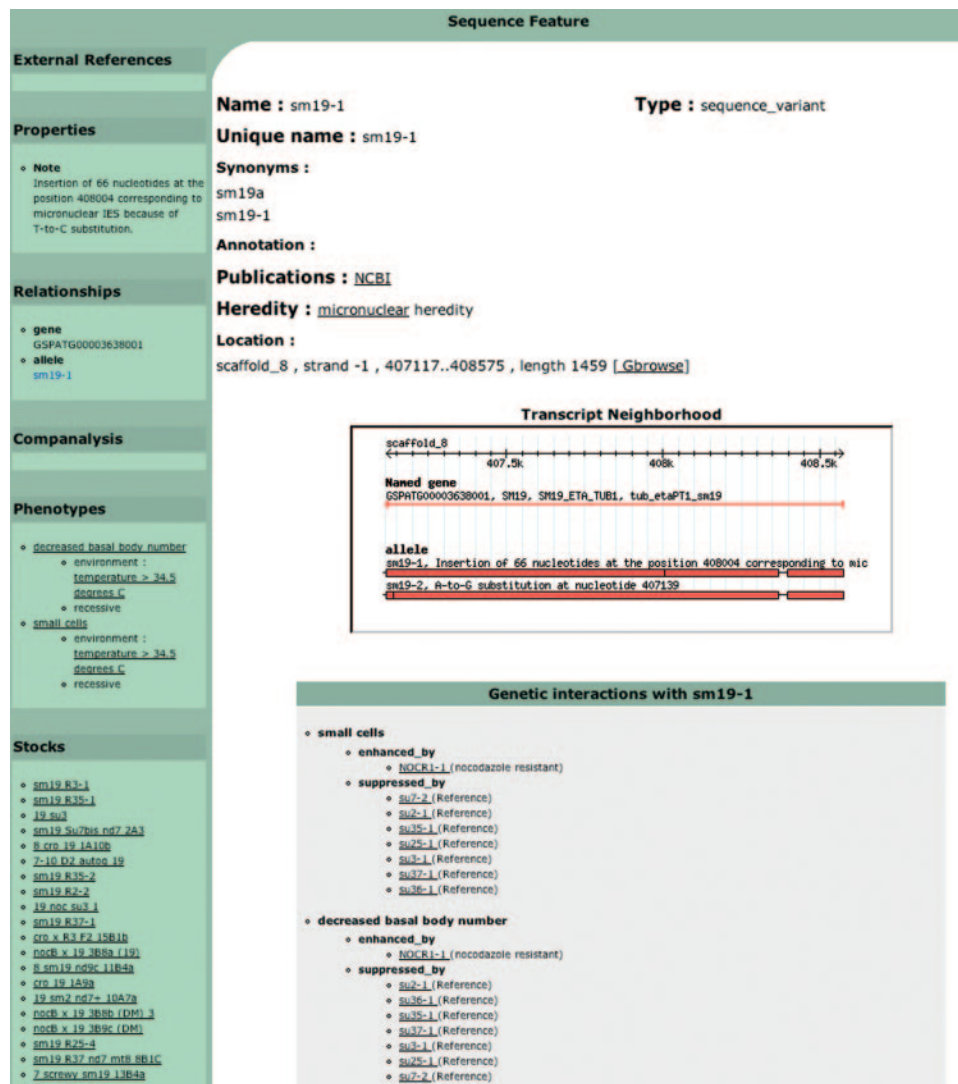 Sequence Feature
External References
Properties
Note
Insertion of 66 nucleotides at the
position 408004 corresponding to
micronuclear IES because of
T-to-C substitution.
Relationships
gene
GSPATG00003638001
allele
sm19-1
Companalysis
Phenotypes
decreased basal body number
environment :
temperature > 34.5
degrees C
recessive
small cells
environment :
temperature > 34.5
degrees C
recessive
Stocks
sm19 R3-1
sm19 R35-1
19 su3
sm19 Su7bis nd7 2A3
8 cro 19 1A10b
7-10 D2 autog 19
sm19 R35-2
sm19 R2-2
19 noc su3 1
sm19 R37-1
cro x R3 F2 15B1b
nocB x 19 3B8a (19)
8 sm19 nd9c 11B4a
cro 19 1A9a
19 sm2 nd7+ 10A7a
nocB x 19 3B8b (DM) 3
nocB x 19 3B9c (DM)
sm19 R25-4
sm19 R37 nd7 mt8 8B1C
7 screwy sm19 13B4a
Name : sm19-1
Type : sequence_variant
Unique name : sm19-1
Synonyms :
sm19a
sm19-1
Annotation :
Publications : NCBI
Heredity : micronuclear heredity
Location :
scaffold_8 , strand -1 , 407117..408575 , length 1459 [ Gbrowse]
Transcript Neighborhood
scaffold_8
407.5k 408k 408.5k
Named gene
GSPATG00003638001, SM19, SM19_ETA_TUB1, tub_etaPT1_sm19
allele
sm19-1, Insertion of 66 nucleotides at the position 408004 corresponding to mic
sm19-2, A-to-G substitution at nucleotide 407139
Genetic interactions with sm19-1
small cells
enhanced_by
NOCR1-1 (nocodazole resistant)
suppressed_by
su7-2 (Reference)
su2-1 (Reference)
su35-1 (Reference)
su25-1 (Reference)
su3-1 (Reference)
su37-1 (Reference)
su36-1 (Reference)
decreased basal body number
enhanced_by
NOCR1-1 (nocodazole resistant)
suppressed_by
su2-1 (Reference)
su36-1 (Reference)
su35-1 (Reference)
su37-1 (Reference)
su3-1 (Reference)
su25-1 (Reference)
su7-2 (Reference)